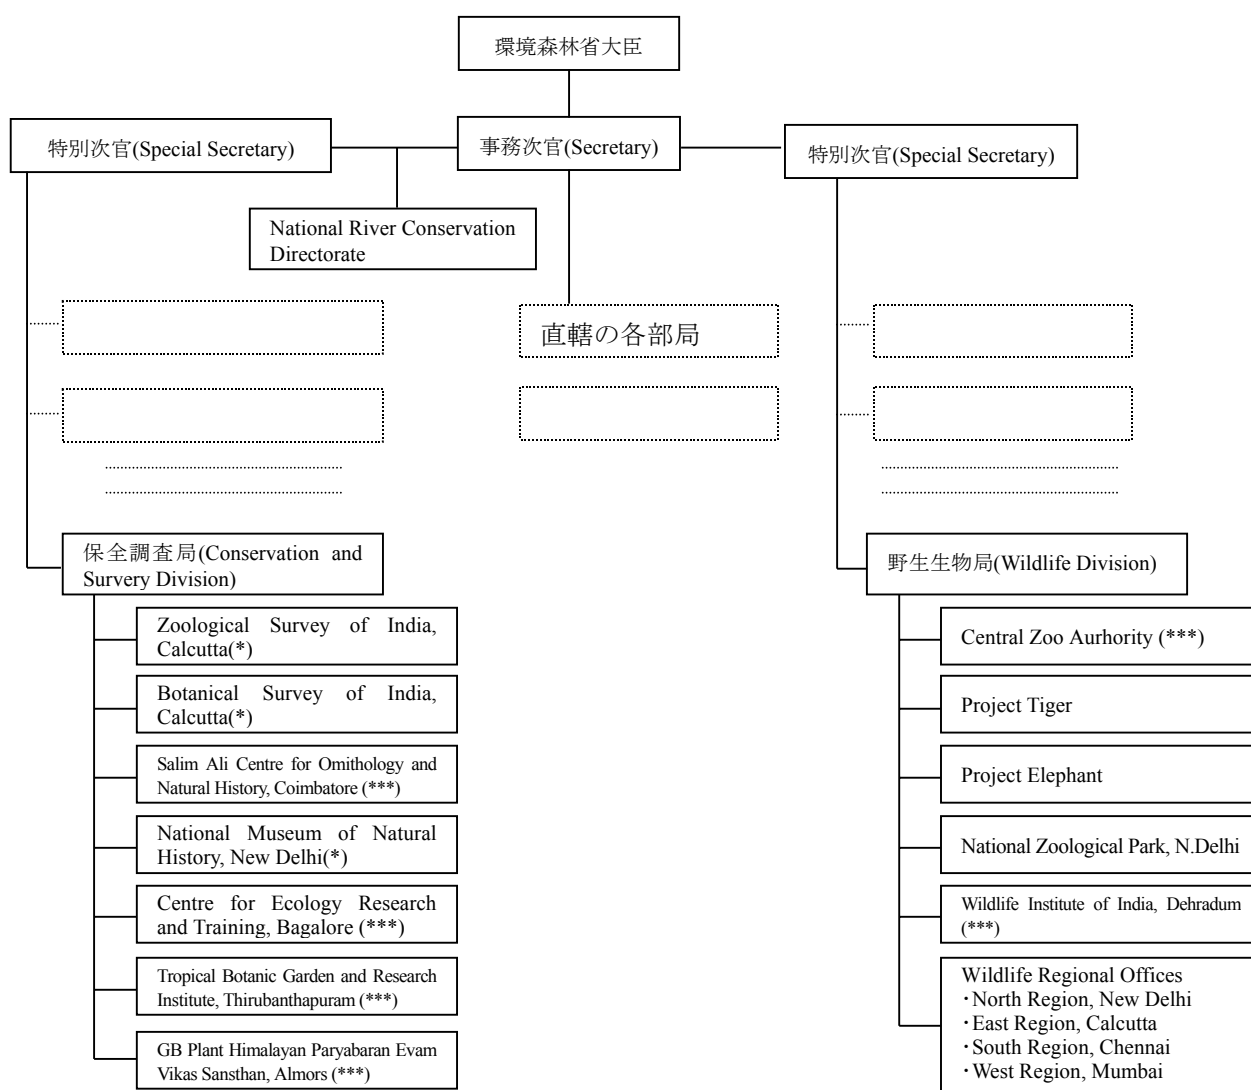 環境森林省大臣
特別次官(Special Secretary)
事務次官(Secretary)
特別次官(Special Secretary)
National River Conservation
Directorate
直轄の各部局
保全調査局(Conservation and
Survery Division)
Zoological Survey of India,
Calcutta(*)
Botanical Survey of India,
Calcutta(*)
Salim Ali Centre for Omithology and
Natural History, Coimbatore (***)
National Museum of Natural
History, New Delhi(*)
Centre for Ecology Research
and Training, Bagalore (***)
Tropical Botanic Garden and Research
Institute, Thirubanthapuram (***)
GB Plant Himalayan Paryabaran Evam
Vikas Sansthan, Almors (***)
野生生物局(Wildlife Division)
Central Zoo Aurhority (***)
Project Tiger
Project Elephant
National Zoological Park, N.Delhi
Wildlife Institute of India, Dehradum
(***)
Wildlife Regional Offices
・North Region, New Delhi
・East Region, Calcutta
・South Region, Chennai
・West Region, Mumbai